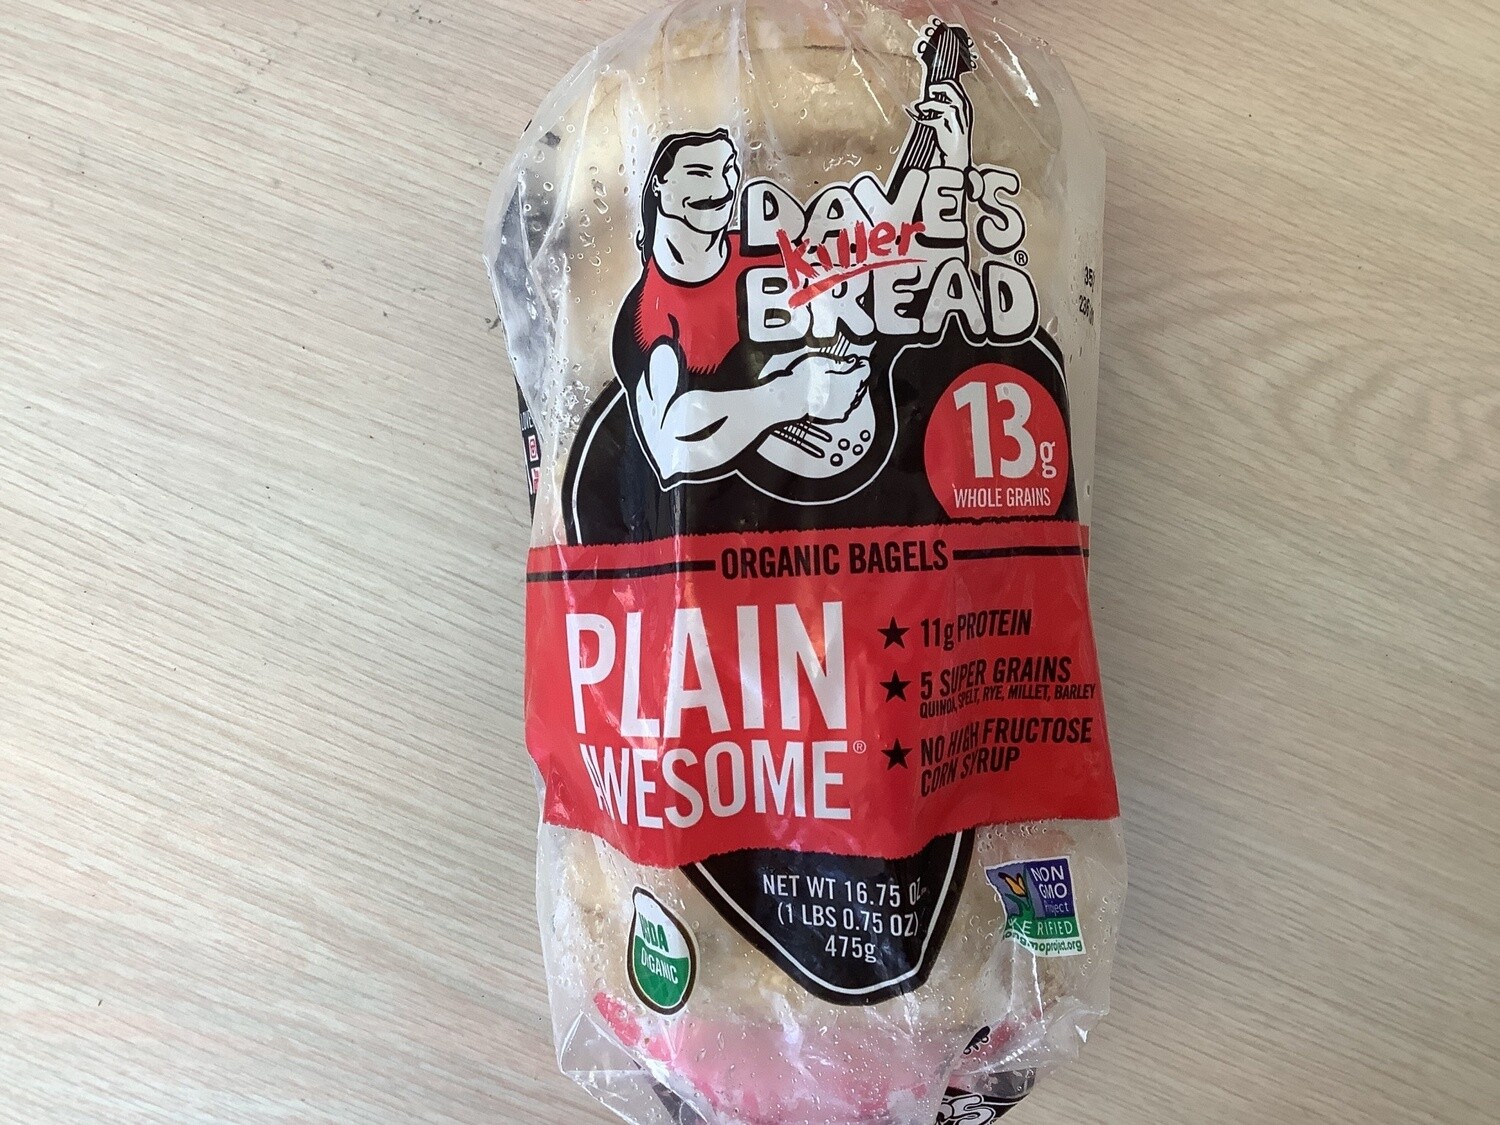 DAVE'S
Killer
BREAD®
13g
WHOLE GRAINS
ORGANIC BAGELS
PLAIN
AWESOME®
★ 11g PROTEIN
★ 5 SUPER GRAINS
QUINOA, SPELT, RYE, MILLET, BARLEY
★ NO HIGH FRUCTOSE
CORN SYRUP
NET WT 16.75 OZ.
(1 LBS 0.75 OZ)
475g
USDA
ORGANIC
NON
GMO
Project
VERIFIED
nongmoproject.org